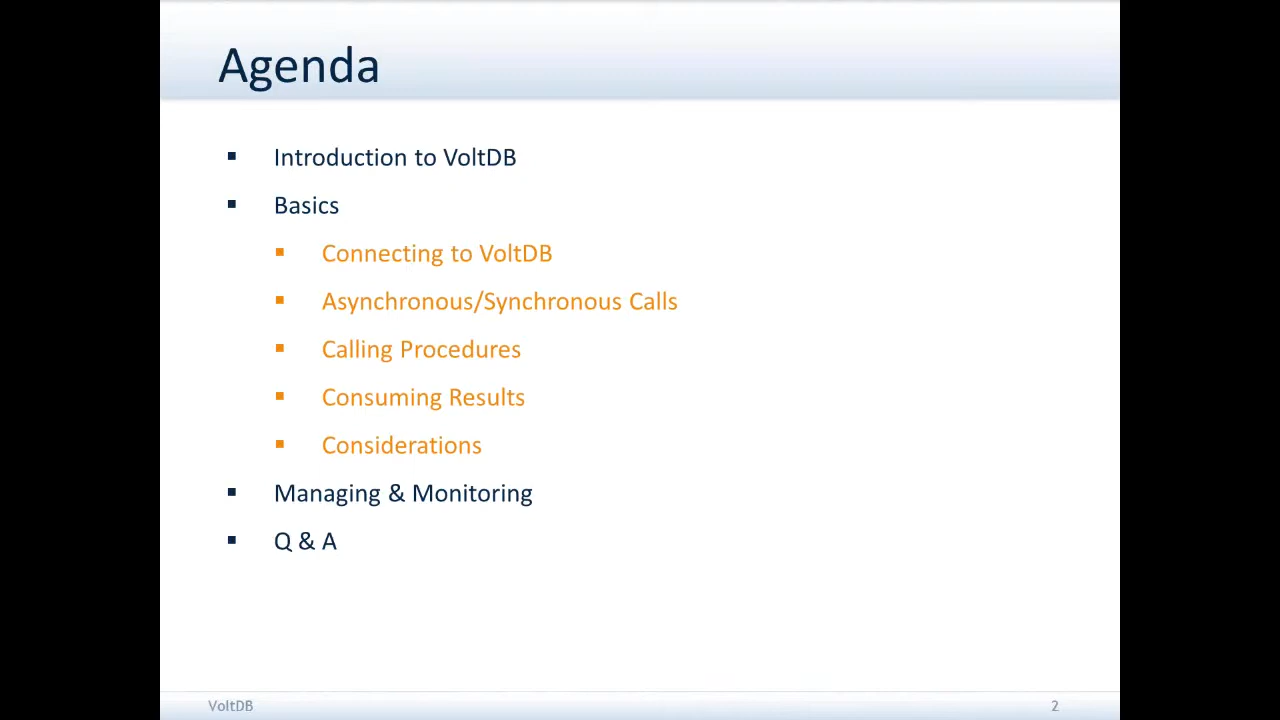 Agenda
Introduction to VoltDB
Basics
Connecting to VoltDB
Asynchronous/Synchronous Calls
Calling Procedures
Consuming Results
Considerations
Managing & Monitoring
Q & A
VoltDB
2